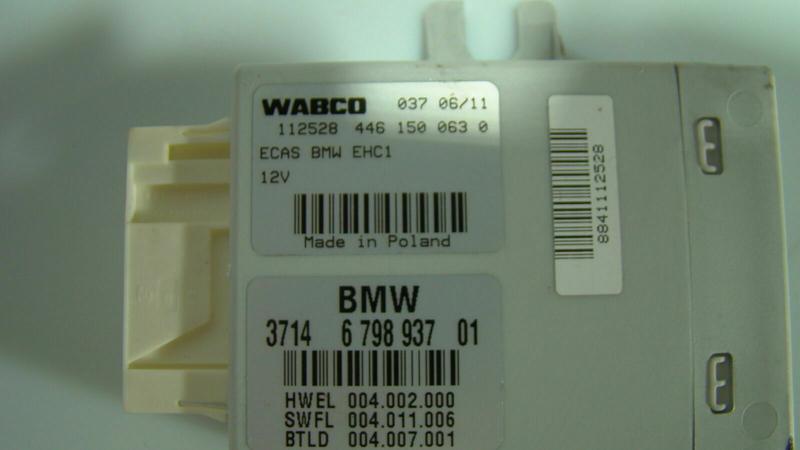 WABCO 037 06/11
112528 446 150 063 0
ECAS BMW EHC1
12V
Made in Poland
88411112528
BMW
3714 6 798 937 01
HWEL 004.002.000
SWFL 004.011.006
BTLD 004.007.001